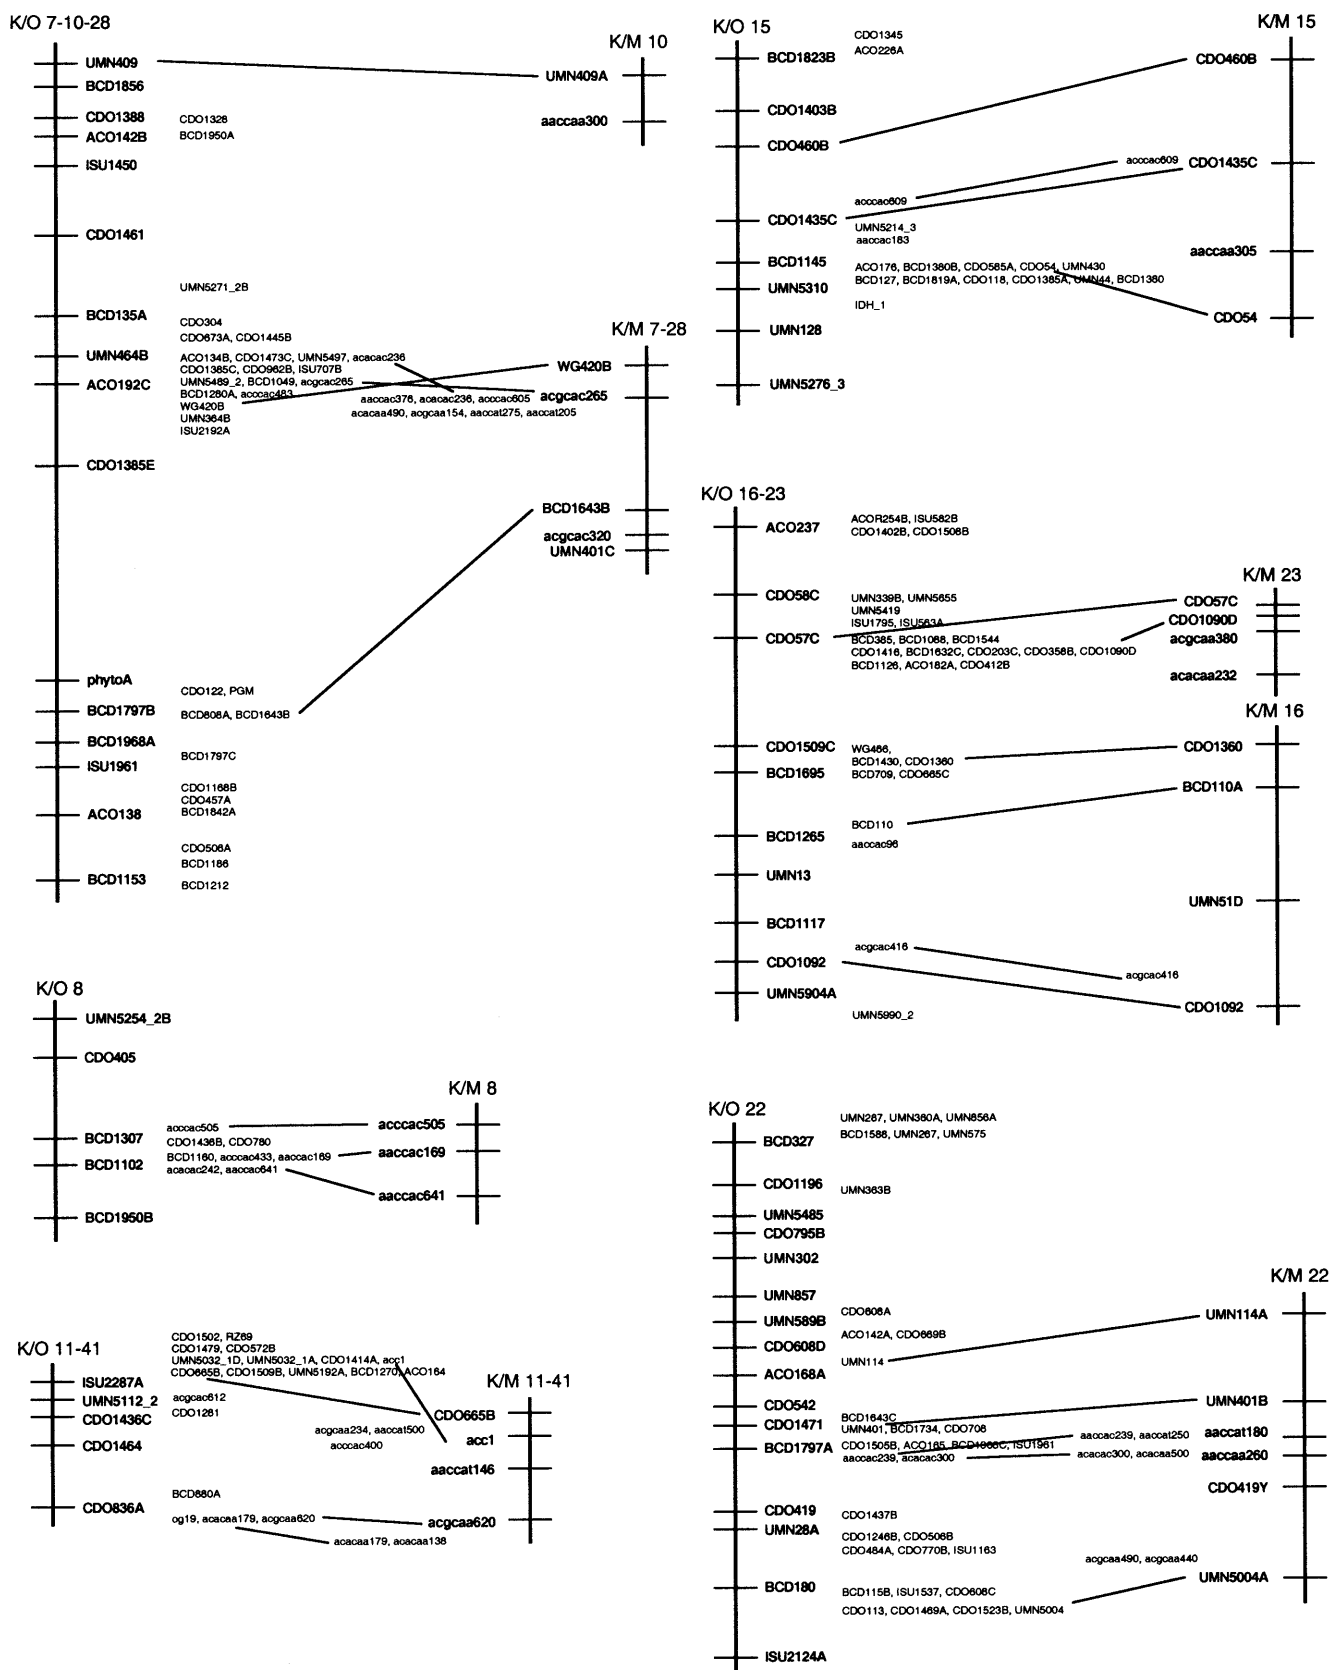 K/O 7-10-28
UMN409
BCD1856
CDO1388
CDO1328
ACO142B
BCD1950A
ISU1450
CDO1461
UMN5271_2B
BCD135A
CDO304
CDO673A, CDO1445B
UMN464B
ACO134B, CDO1473C, UMN5497, acacac236
CDO1385C, CDO962B, ISU707B
ACO192C
UMN5489_2, BCD1049, acgcac265
BCD1280A, acccac483
WG420B
UMN364B
ISU2192A
CDO1385E
phytoA
CDO122, PGM
BCD1797B
BCD808A, BCD1643B
BCD1968A
BCD1797C
ISU1961
CDO1168B
CDO457A
ACO138
BCD1842A
CDO506A
BCD1186
BCD1153
BCD1212
K/M 10
UMN409A
aaccaa300
K/M 7-28
WG420B
acgcac265
aaccac376, acacac236, acccac605
acacaa490, acgcaa154, aaccat275, aaccat205
BCD1643B
acgcac320
UMN401C
K/O 8
UMN5254_2B
CDO405
acccac505
BCD1307
CDO1436B, CDO780
BCD1160, acccac433, aaccac169
BCD1102
acacac242, aaccac641
BCD1950B
K/M 8
acccac505
aaccac169
aaccac641
K/O 11-41
CDO1502, RZ69
CDO1479, CDO572B
UMN5032_1D, UMN5032_1A, CDO1414A, acc1
CDO665B, CDO1509B, UMN5192A, BCD1270, ACO164
ISU2287A
UMN5112_2
acgcac612
CDO1436C
CDO1281
CDO1464
BCD880A
CDO836A
og19, acacaa179, acgcaa620
K/M 11-41
CDO665B
acgcaa234, aaccat500
acccac400
acc1
aaccat146
acgcaa620
acacaa179, acacaa138
K/O 15
CDO1345
ACO226A
BCD1823B
CDO1403B
CDO460B
acccac609
CDO1435C
UMN5214_3
aaccac183
BCD1145
ACO176, BCD1380B, CDO585A, CDO54, UMN430
BCD127, BCD1819A, CDO118, CDO1385A, UMN44, BCD1380
UMN5310
IDH_1
UMN128
UMN5276_3
K/M 15
CDO460B
acccac609
CDO1435C
aaccaa305
CDO54
K/O 16-23
ACOR254B, ISU582B
ACO237
CDO1402B, CDO1508B
CDO58C
UMN339B, UMN5655
UMN5419
ISU1795, ISU563A
CDO57C
BCD385, BCD1088, BCD1544
CDO1416, BCD1632C, CDO203C, CDO358B, CDO1090D
BCD1126, ACO182A, CDO412B
CDO1509C
WG466,
BCD1430, CDO1360
BCD1695
BCD709, CDO665C
BCD110
BCD1265
aaccac96
UMN13
BCD1117
acgcac416
CDO1092
UMN5904A
UMN5990_2
K/M 23
CDO57C
CDO1090D
acgcaa380
acacaa232
K/M 16
CDO1360
BCD110A
UMN51D
acgcac416
CDO1092
K/O 22
UMN287, UMN360A, UMN856A
BCD1588, UMN267, UMN575
BCD327
CDO1196
UMN363B
UMN5485
CDO795B
UMN302
UMN857
CDO608A
UMN589B
ACO142A, CDO669B
CDO608D
UMN114
ACO168A
CDO542
BCD1643C
CDO1471
UMN401, BCD1734, CDO708
BCD1797A
CDO1505B, ACO185, BCD1968C, ISU1961
aaccac239, acacac300
CDO419
CDO1437B
UMN28A
CDO1246B, CDO506B
CDO484A, CDO770B, ISU1163
BCD180
BCD115B, ISU1537, CDO608C
CDO113, CDO1469A, CDO1523B, UMN5004
ISU2124A
K/M 22
UMN114A
UMN401B
aaccac239, aaccat250
aaccat180
acacac300, acacaa500
aaccaa260
CDO419Y
acgcaa490, acgcaa440
UMN5004A